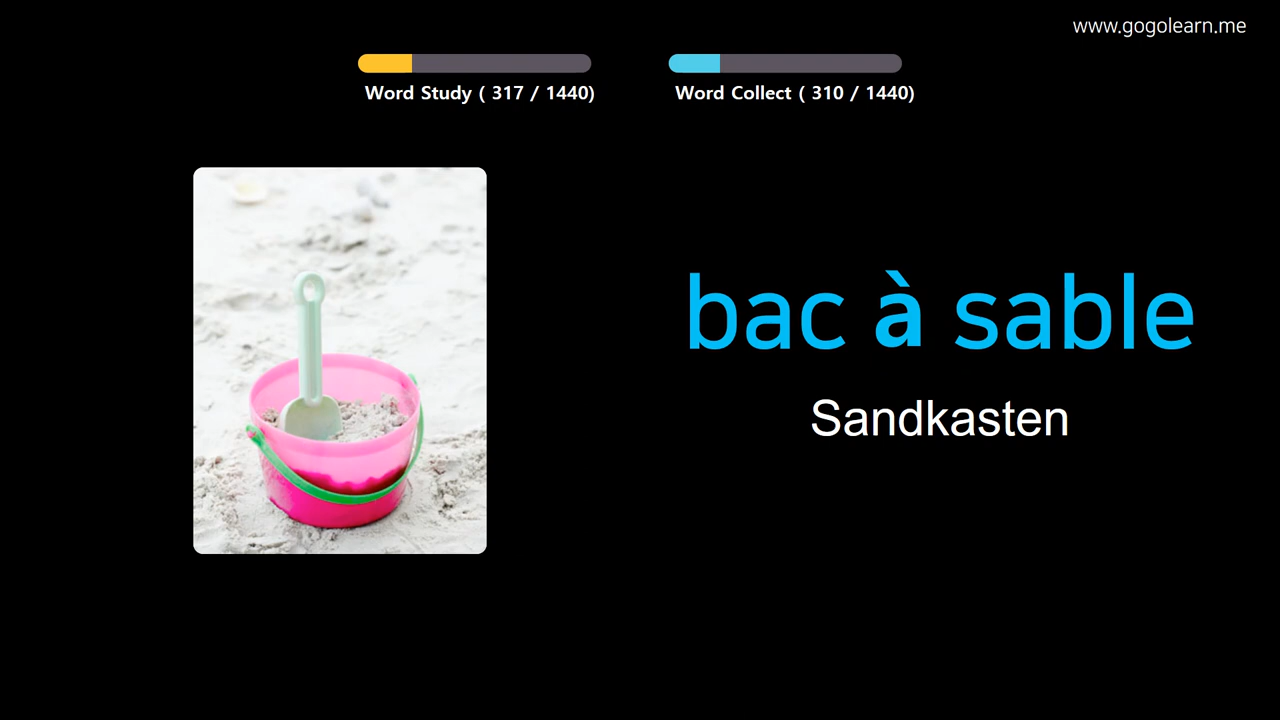 www.gogolearn.me
Word Study ( 317 / 1440)
Word Collect ( 310 / 1440)
bac à sable
Sandkasten